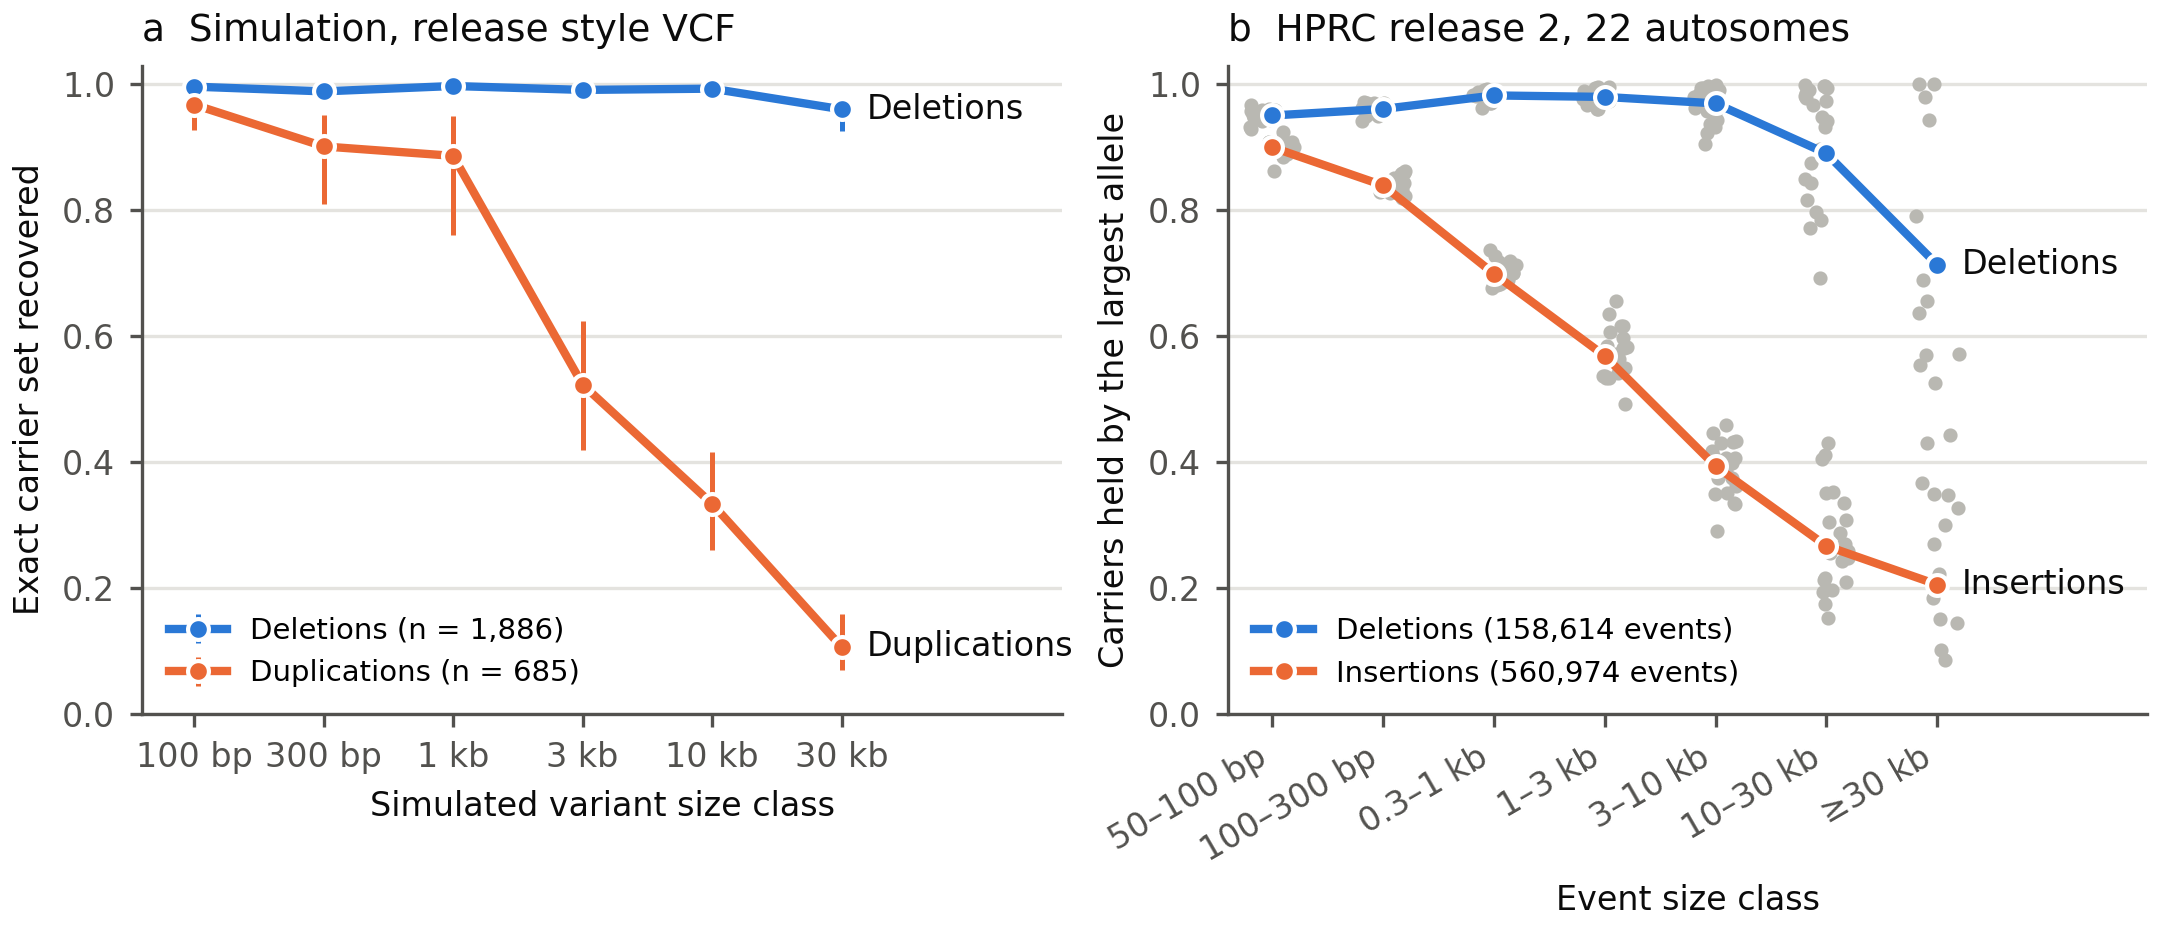 a Simulation, release style VCF
Exact carrier set recovered
1.0
0.8
0.6
0.4
0.2
0.0
Deletions
Duplications
Deletions (n = 1,886)
Duplications (n = 685)
100 bp 300 bp 1 kb 3 kb 10 kb 30 kb
Simulated variant size class
b HPRC release 2, 22 autosomes
Carriers held by the largest allele
1.0
0.8
0.6
0.4
0.2
0.0
Deletions
Insertions
Deletions (158,614 events)
Insertions (560,974 events)
50–100 bp
100–300 bp
0.3–1 kb
1–3 kb
3–10 kb
10–30 kb
≥30 kb
Event size class